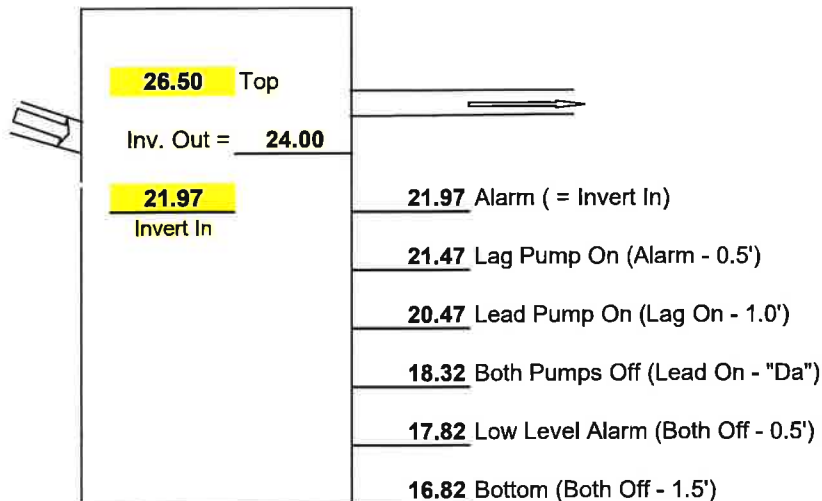 26.50 Top
Inv. Out = 24.00
21.97
Invert In
21.97 Alarm ( = Invert In)
21.47 Lag Pump On (Alarm - 0.5')
20.47 Lead Pump On (Lag On - 1.0')
18.32 Both Pumps Off (Lead On - "Da")
17.82 Low Level Alarm (Both Off - 0.5')
16.82 Bottom (Both Off - 1.5')